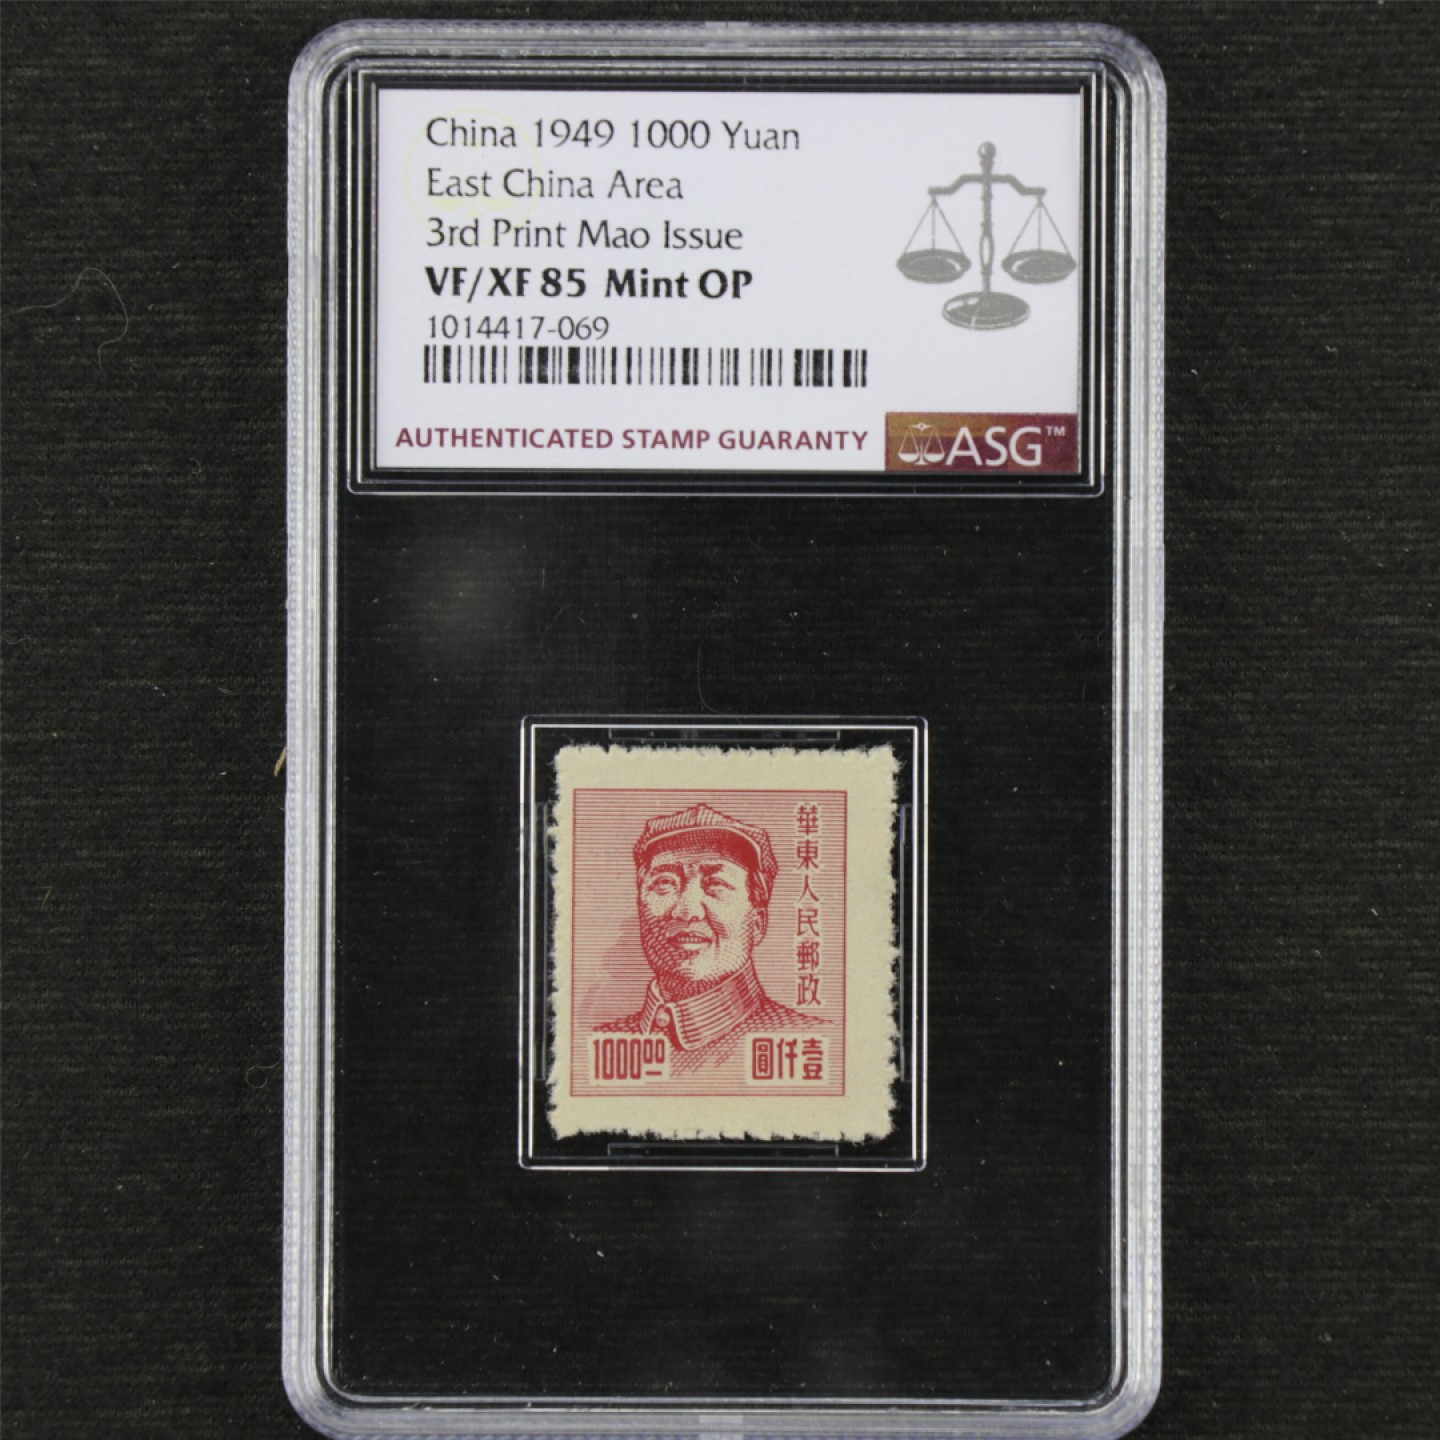 China 1949 1000 Yuan
East China Area
3rd Print Mao Issue
VF/XF 85 Mint OP
1014417-069
AUTHENTICATED STAMP GUARANTY
ASG™
華東人民郵政
100000
圓仟壹